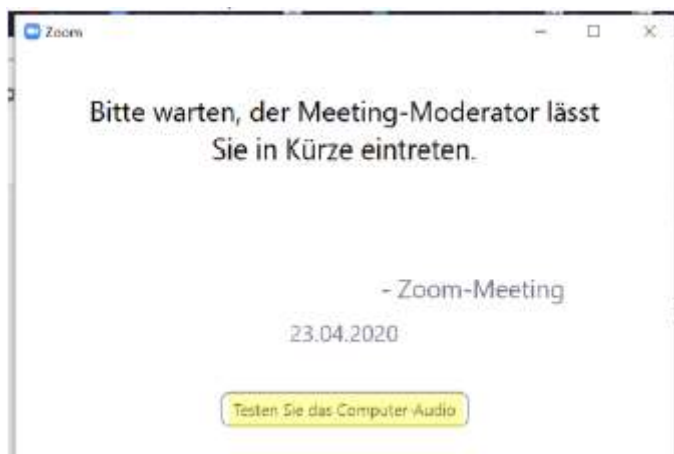 Zoom
Bitte warten, der Meeting-Moderator lässt
Sie in Kürze eintreten.
- Zoom-Meeting
23.04.2020
Testen Sie das Computer-Audio